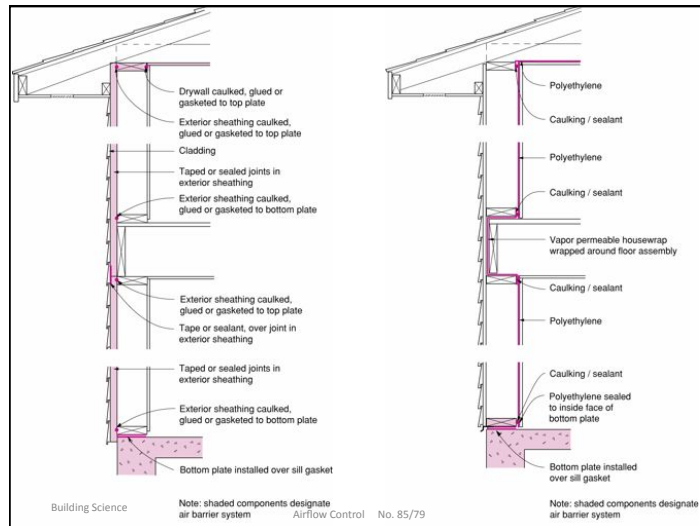 Drywall caulked, glued or
gasketed to top plate
Exterior sheathing caulked,
glued or gasketed to top plate
Cladding
Taped or sealed joints in
exterior sheathing
Exterior sheathing caulked,
glued or gasketed to bottom plate
Exterior sheathing caulked,
glued or gasketed to top plate
Tape or sealant, over joint in
exterior sheathing
Taped or sealed joints in
exterior sheathing
Exterior sheathing caulked,
glued or gasketed to bottom plate
Bottom plate installed over sill gasket
Note: shaded components designate
air barrier system
Polyethylene
Caulking / sealant
Polyethylene
Caulking / sealant
Vapor permeable housewrap
wrapped around floor assembly
Caulking / sealant
Polyethylene
Caulking / sealant
Polyethylene sealed
to inside face of
bottom plate
Bottom plate installed
over sill gasket
Note: shaded components designate
air barrier system
Building Science
Airflow Control No. 85/79